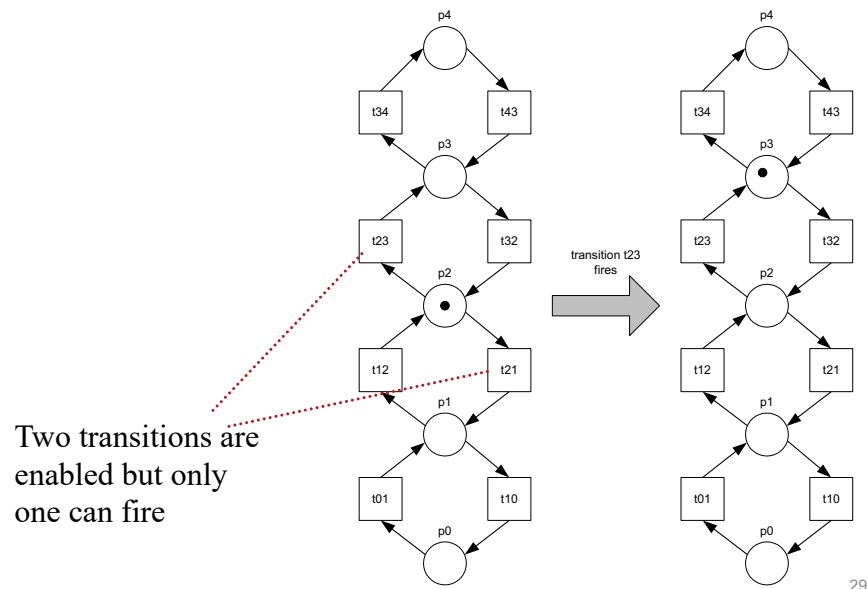 p4
t34 t43
p3
t23 t32
p2
t12 t21
p1
t01 t10
p0
transition t23
fires
p4
t34 t43
p3
t23 t32
p2
t12 t21
p1
t01 t10
p0
Two transitions are
enabled but only
one can fire
29